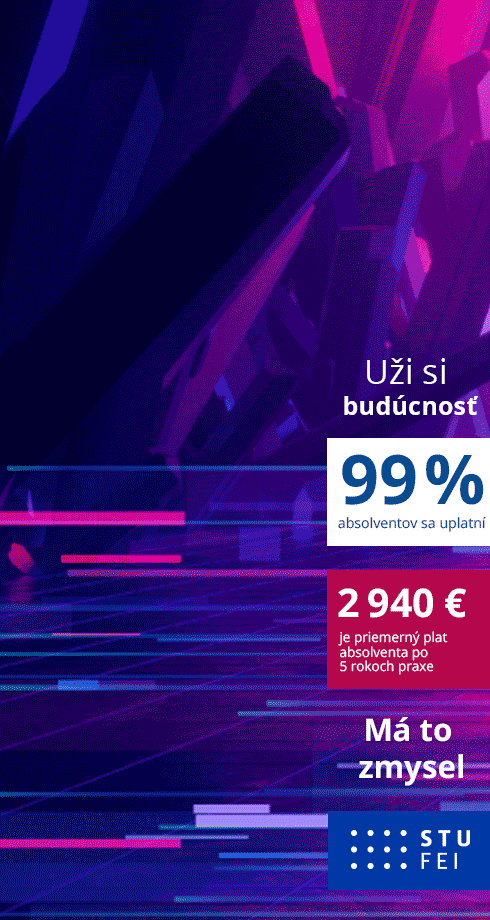 Uži si
budúcnosť
99 %
absolventov sa uplatní
2 940 €
je priemerný plat
absolventa po
5 rokoch praxe
Má to
zmysel
STU
FEI